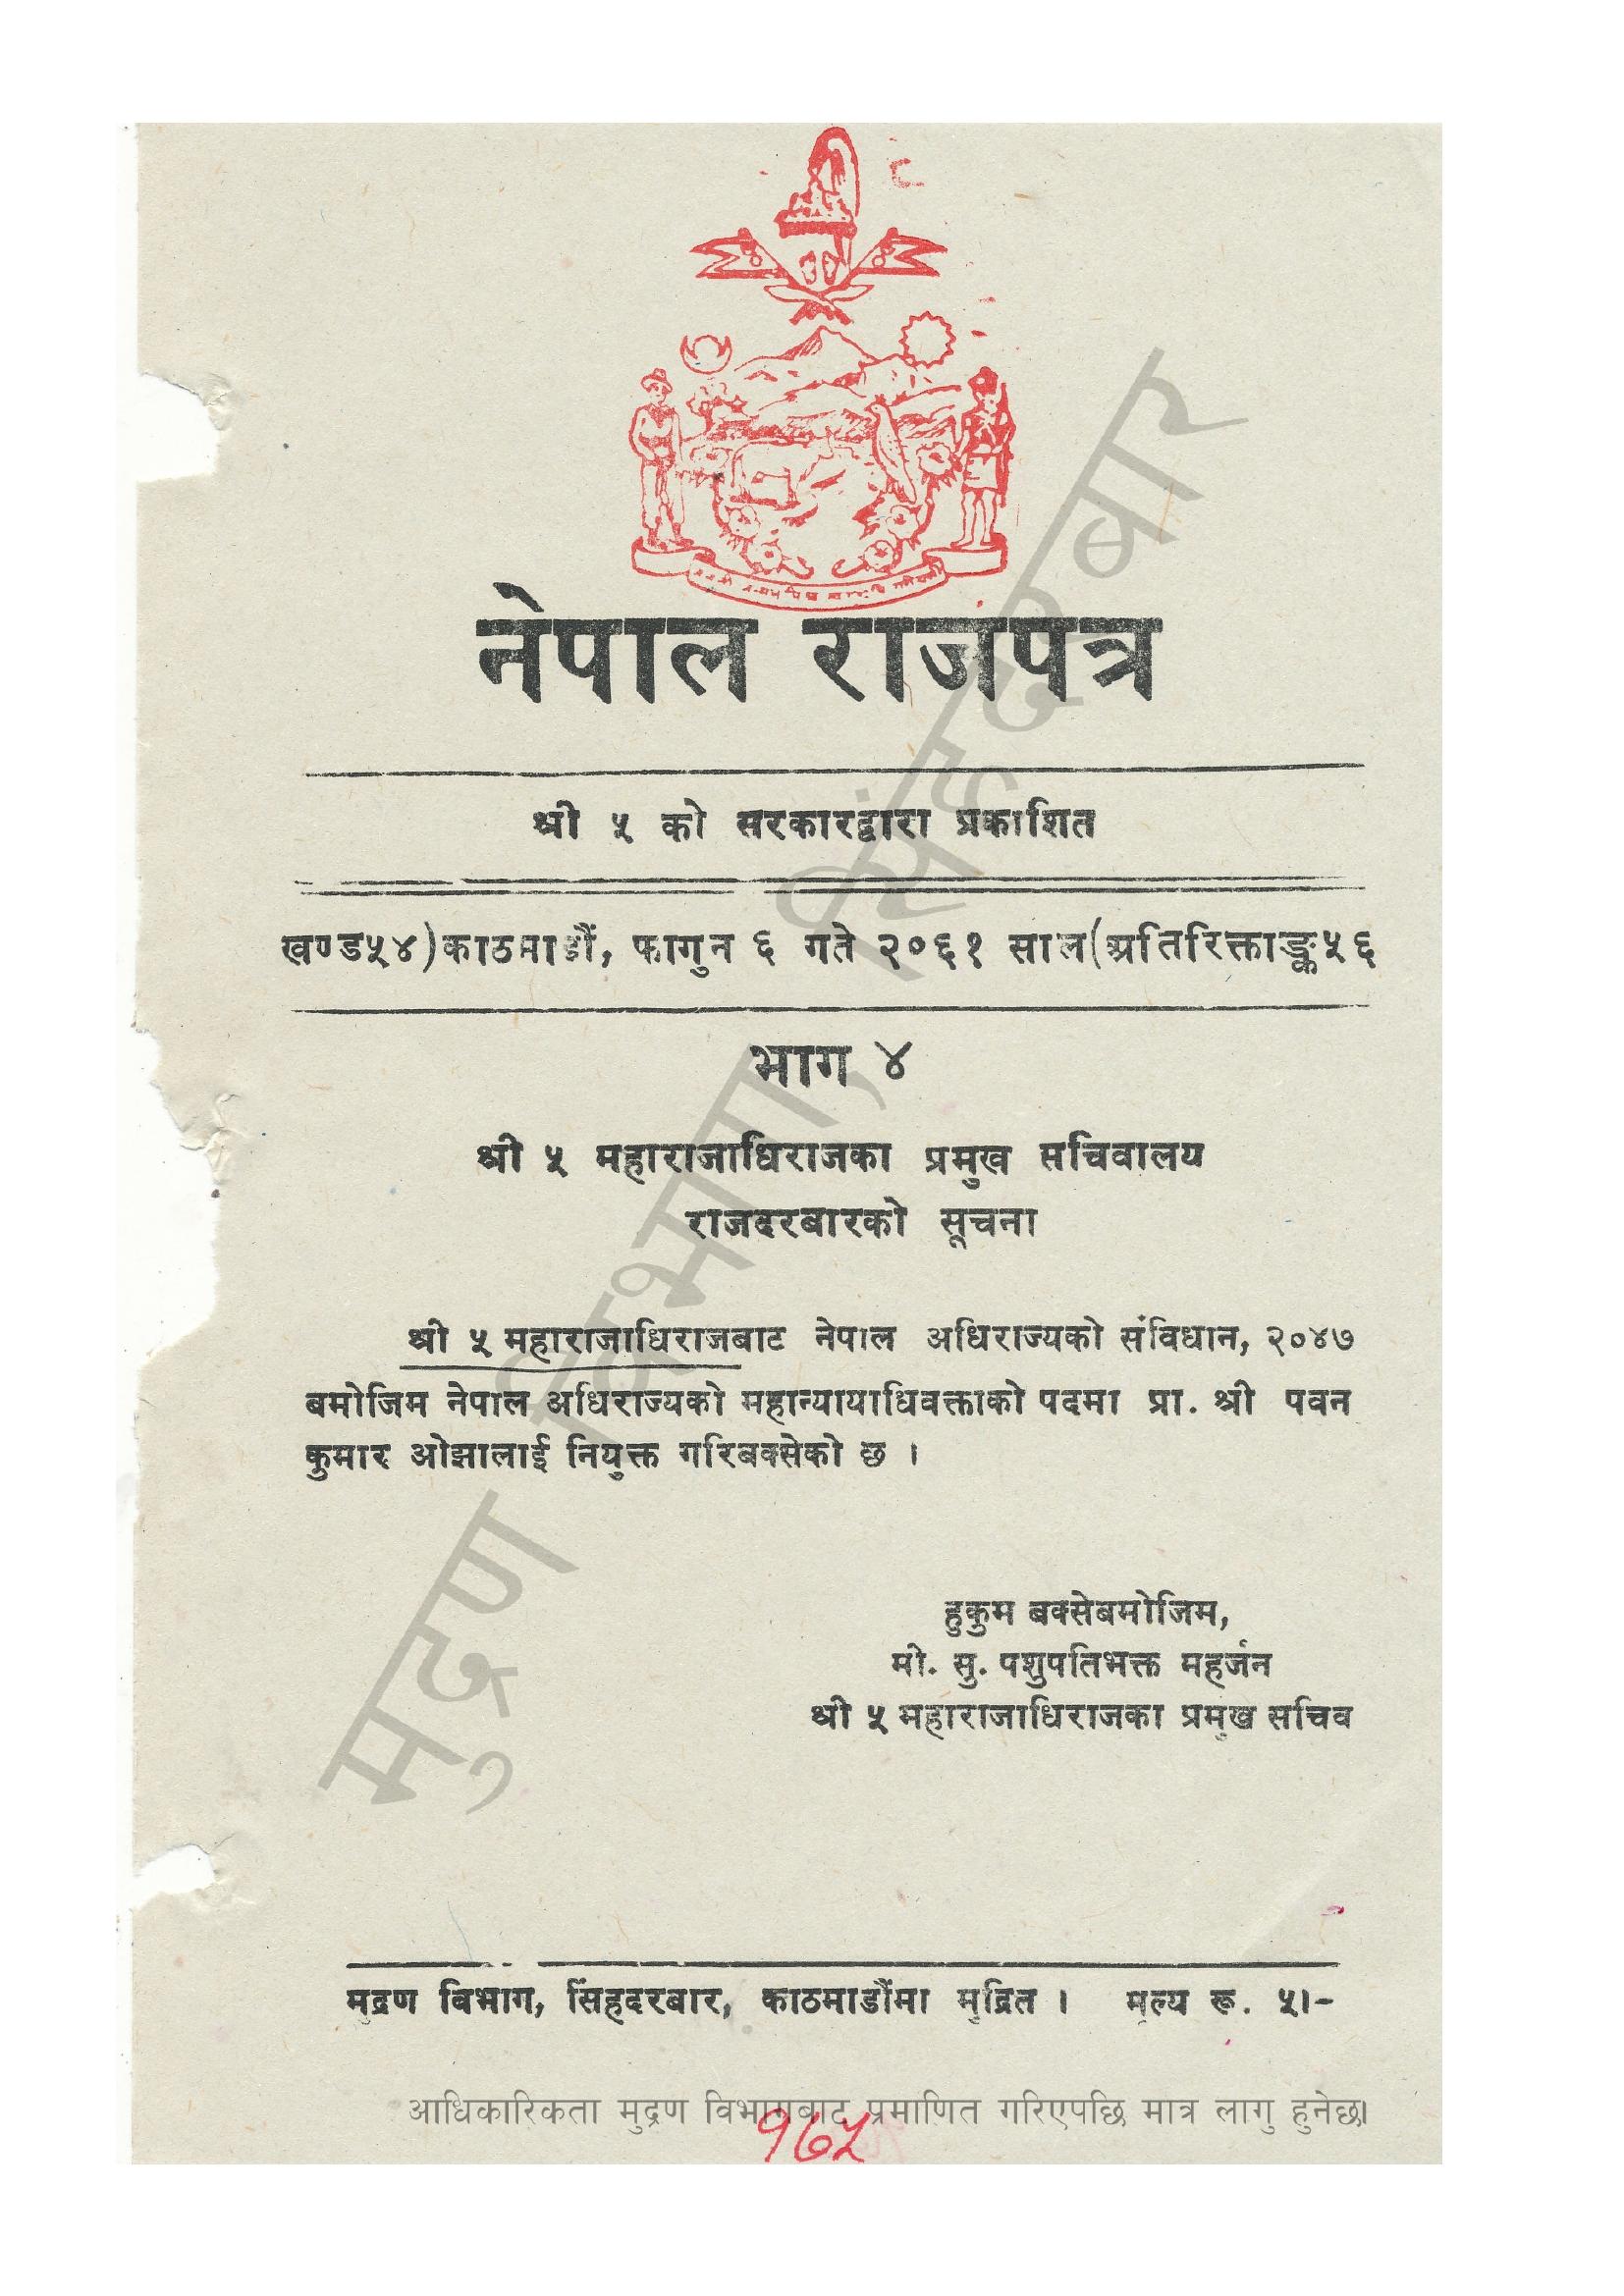 नेपाल राजपत्र
श्री ५ को सरकारद्वारा प्रकाशित
खण्ड५४)काठमाडौं, फागुन ६ गते २०६१ साल(अतिरिक्ताङ्क५६
भाग ४
श्री ५ महाराजाधिराजका प्रमुख सचिवालय
राजदरबारको सूचना
श्री ५ महाराजाधिराजबाट नेपाल अधिराज्यको संविधान, २०४७
बमोजिम नेपाल अधिराज्यको महान्यायाधिवक्ताको पदमा प्रा. श्री पवन
कुमार ओझालाई नियुक्त गरिबक्सेको छ ।
हुकुम बक्सेबमोजिम,
मी. सु. पशुपतिभक्त महर्जन
श्री ५ महाराजाधिराजका प्रमुख सचिव
मुद्रण विभाग, सिंहदरबार, काठमाडौंमा मुद्रित । मूल्य रू. ५।-
आधिकारिकता मुद्रण विभागबाट प्रमाणित गरिएपछि मात्र लागु हुनेछ।
१७५
मुद्रण विभाग, सिंहदरबार